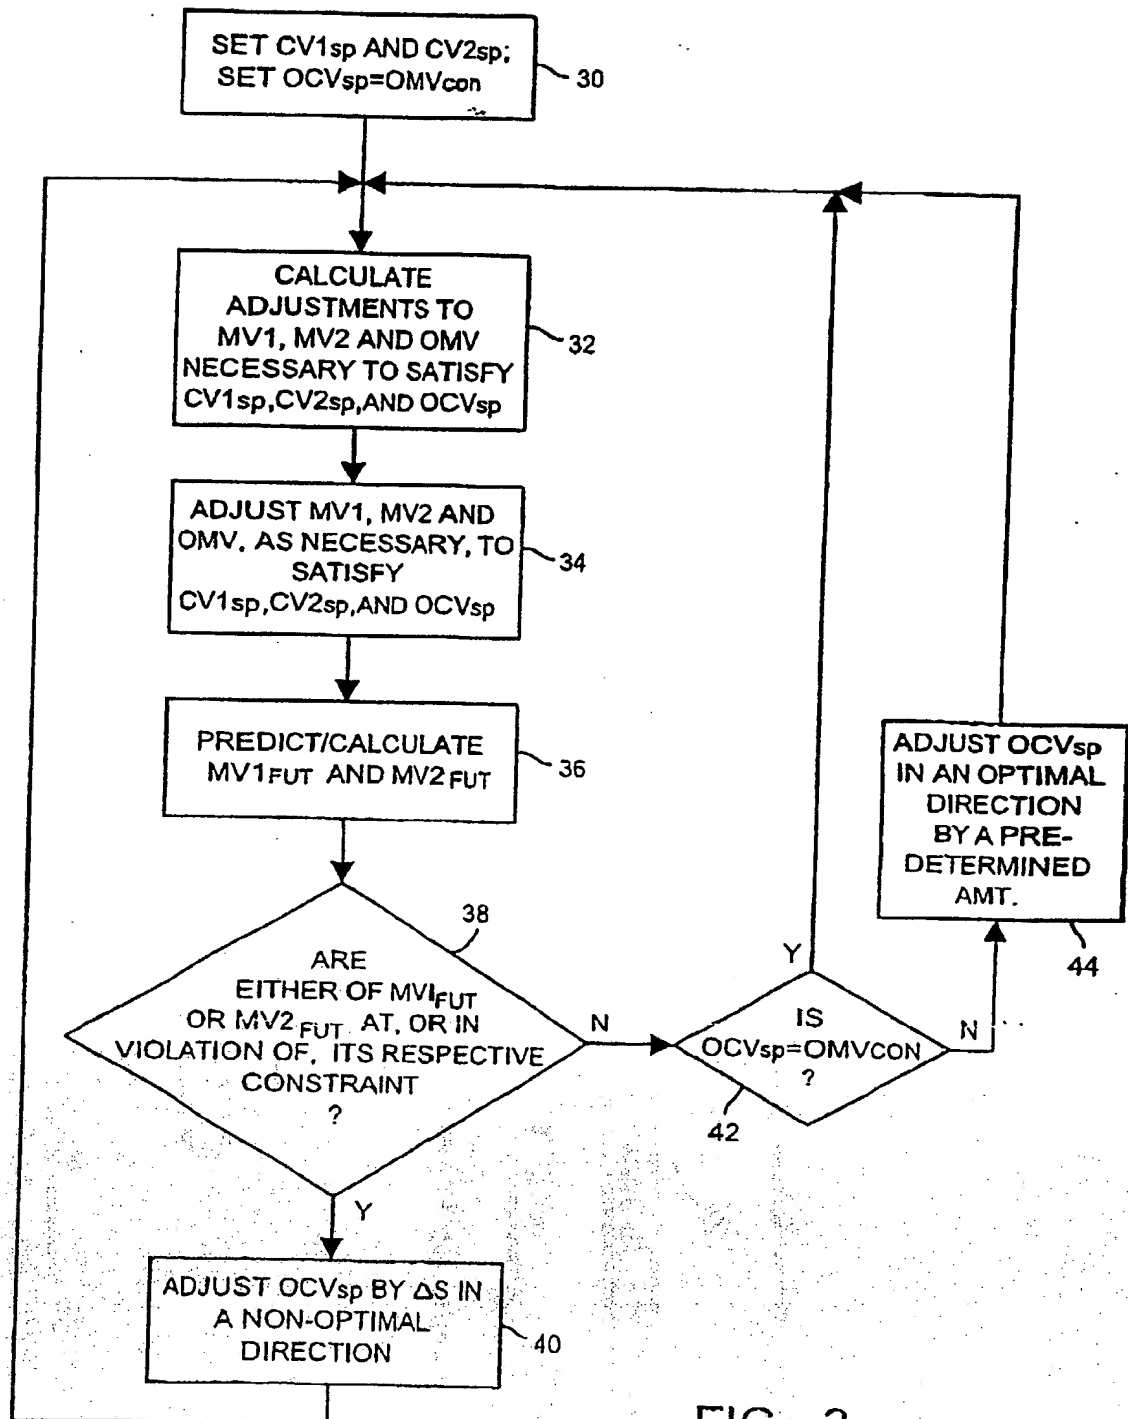 SET CV1sp AND CV2sp;
SET OCVsp=OMVcon
30
CALCULATE
ADJUSTMENTS TO
MV1, MV2 AND OMV
NECESSARY TO SATISFY
CV1sp,CV2sp,AND OCVsp
32
ADJUST MV1, MV2 AND
OMV, AS NECESSARY, TO
SATISFY
CV1sp,CV2sp,AND OCVsp
34
PREDICT/CALCULATE
MV1FUT AND MV2FUT
36
ADJUST OCVsp
IN AN OPTIMAL
DIRECTION
BY A PRE-
DETERMINED
AMT.
44
38
ARE
EITHER OF MVIFUT
OR MV2FUT AT, OR IN
VIOLATION OF, ITS RESPECTIVE
CONSTRAINT
?
N
Y
Y
IS
OCVsp=OMVCON
?
N
42
ADJUST OCVsp BY ΔS IN
A NON-OPTIMAL
DIRECTION
40